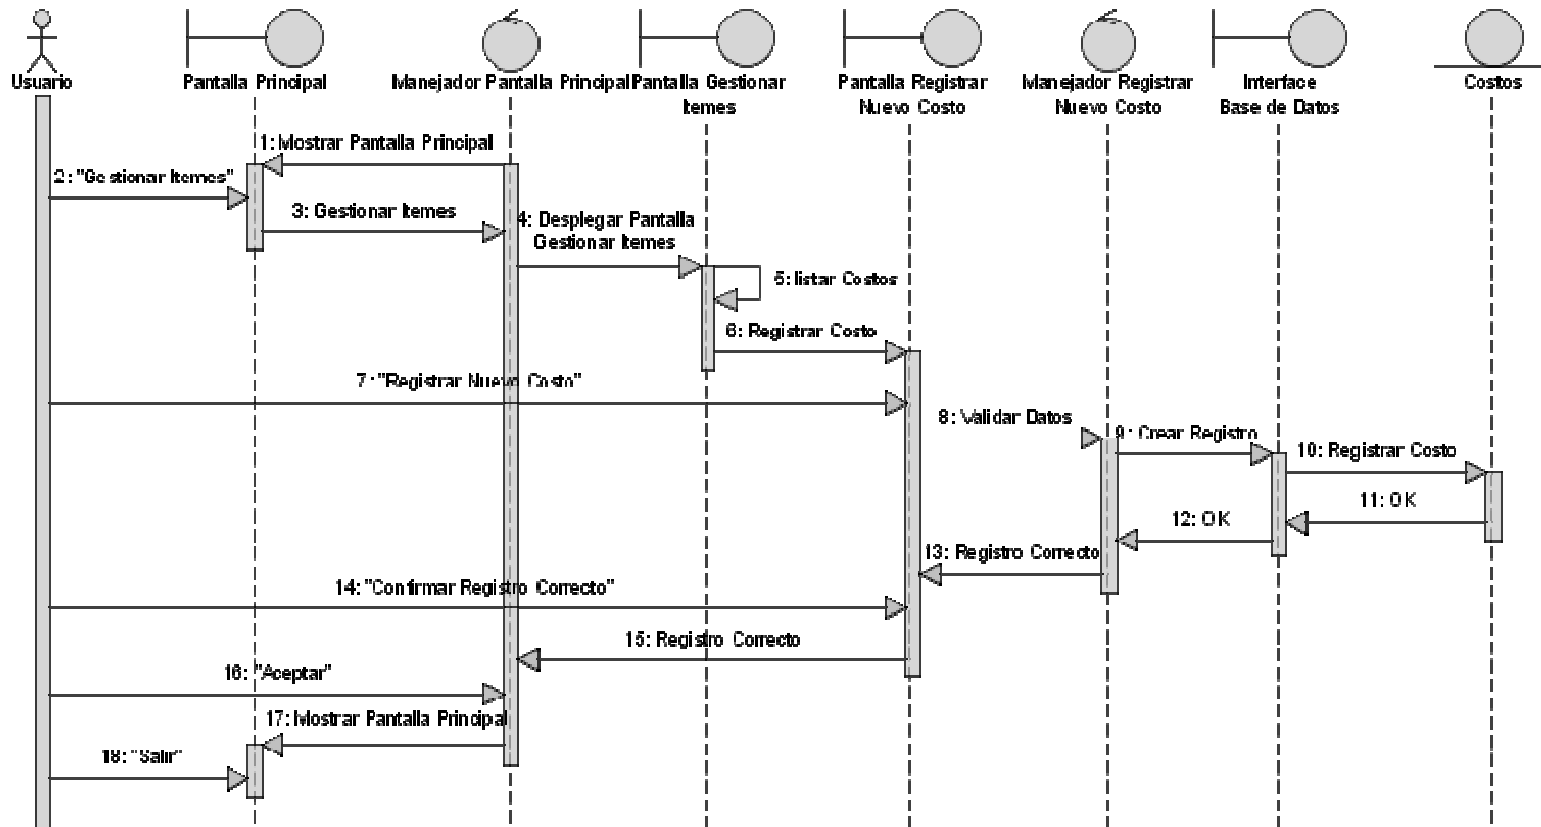 Usuario
Pantalla Principal
Manejador Pantalla Principal
Pantalla Gestionar
Itemes
Pantalla Registrar
Nuevo Costo
Manejador Registrar
Nuevo Costo
Interface
Base de Datos
Costos
1: Mostrar Pantalla Principal
2: "Gestionar Itemes"
3: Gestionar Itemes
4: Desplegar Pantalla
Gestionar Itemes
5: listar Costos
6: Registrar Costo
7: "Registrar Nuevo Costo"
8: Validar Datos
9: Crear Registro
10: Registrar Costo
11: OK
12: OK
13: Registro Correcto
14: "Confirmar Registro Correcto"
15: Registro Correcto
16: "Aceptar"
17: Mostrar Pantalla Principal
18: "Salir"